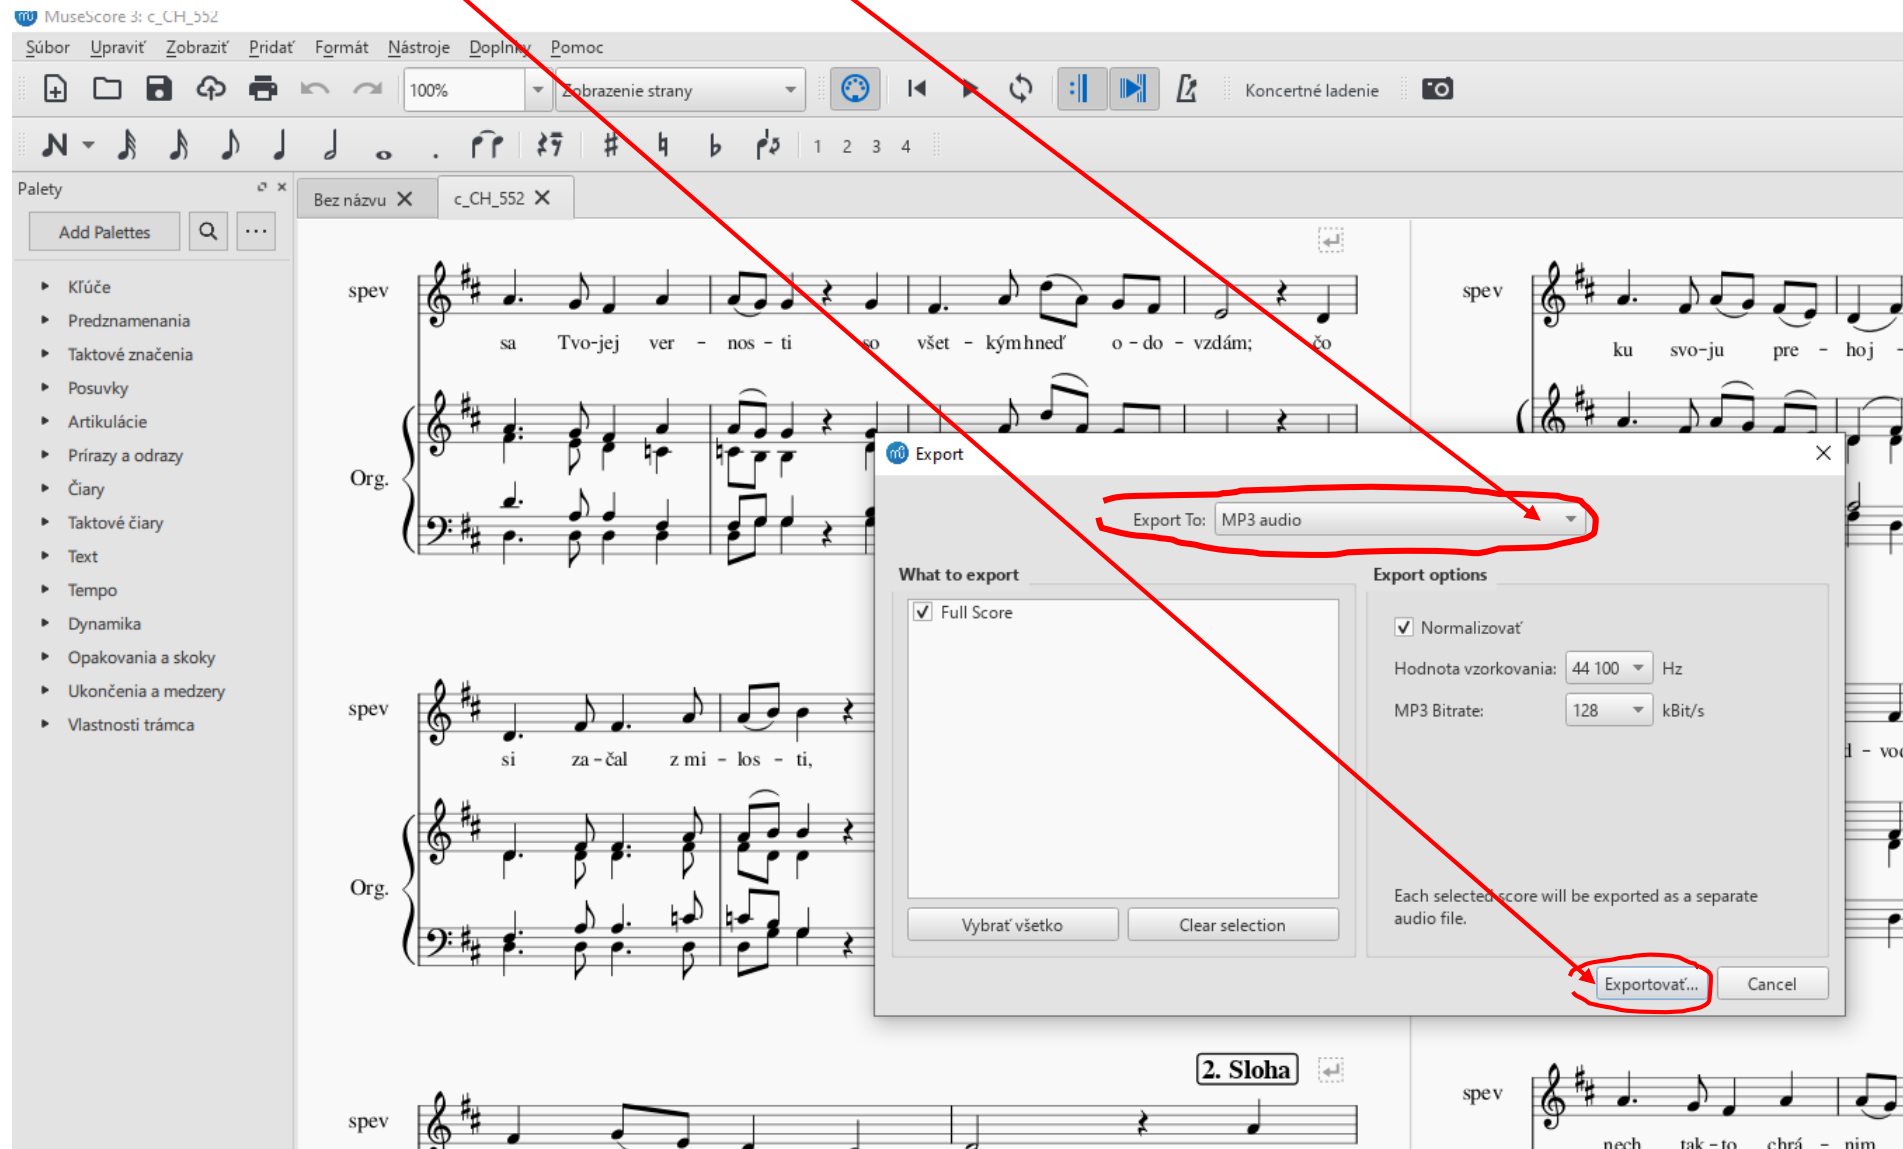 MuseScore 3: c_CH_552
Súbor Upraviť Zobraziť Pridať Formát Nástroje Doplnky Pomoc
100% Zobrazenie strany Koncertné ladenie
1 2 3 4
Palety
Bez názvu c_CH_552
Add Palettes ...
Kľúče
Predznamenania
Taktové značenia
Posuvky
Artikulácie
Prírazy a odrazy
Čiary
Taktové čiary
Text
Tempo
Dynamika
Opakovania a skoky
Ukončenia a medzery
Vlastnosti trámca
spev
sa Tvo-jej ver - nos - ti so všet - kým hneď o - do - vzdám; čo
Org.
spev
si za - čal z mi - los - ti,
Org.
2. Sloha
spev
spev
ku svo-ju pre - hoj -
- voc
spev
nech tak - to chrá - nim
Export
Export To: MP3 audio
What to export
Full Score
Vybrať všetko Clear selection
Export options
Normalizovať
Hodnota vzorkovania: 44 100 Hz
MP3 Bitrate: 128 kBit/s
Each selected score will be exported as a separate
audio file.
Exportovať... Cancel